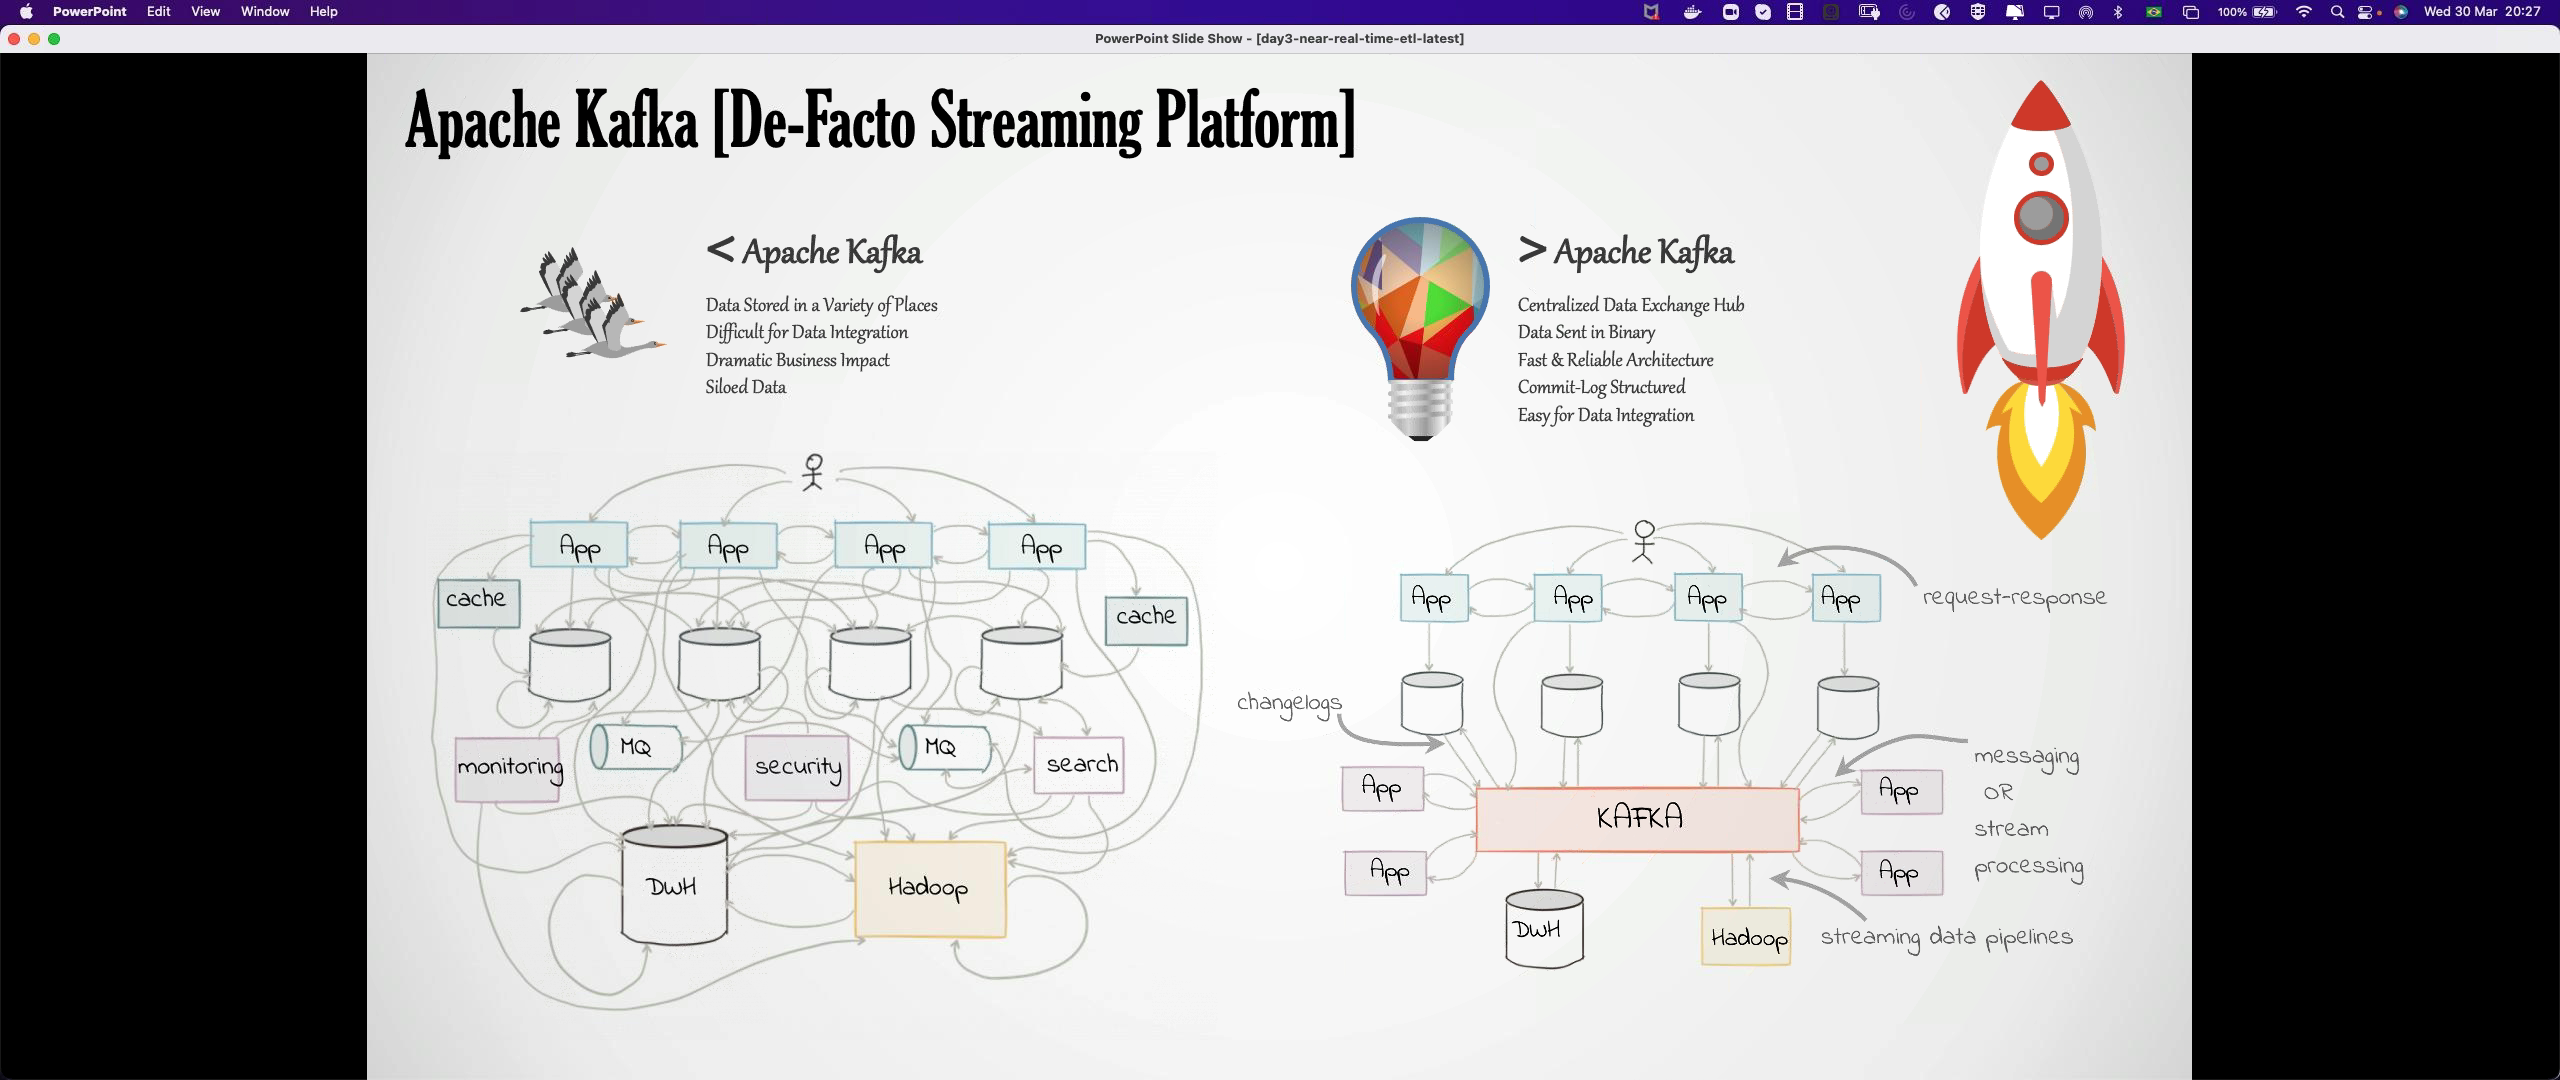 PowerPoint Edit View Window Help
100% Wed 30 Mar 20:27
PowerPoint Slide Show - [day3-near-real-time-etl-latest]
Apache Kafka [De-Facto Streaming Platform]
< Apache Kafka
Data Stored in a Variety of Places
Difficult for Data Integration
Dramatic Business Impact
Siloed Data
> Apache Kafka
Centralized Data Exchange Hub
Data Sent in Binary
Fast & Reliable Architecture
Commit-Log Structured
Easy for Data Integration
App App App App
cache
cache
MQ MQ
monitoring security search
DWH Hadoop
App App App App
request-response
changelogs
messaging
OR
stream
processing
App App
KAFKA
App App
DWH
Hadoop
streaming data pipelines